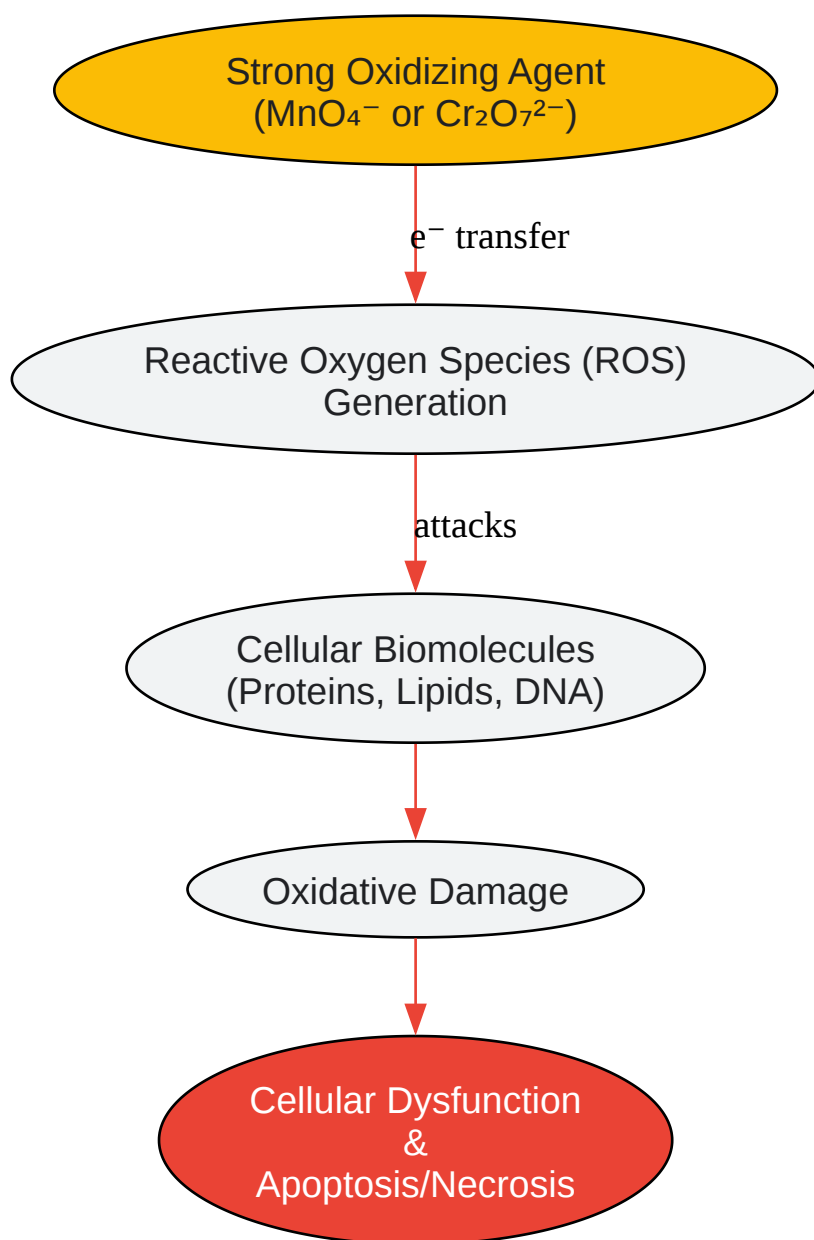 Strong Oxidizing Agent
(MnO₄⁻ or Cr₂O₇²⁻)
e⁻ transfer
Reactive Oxygen Species (ROS)
Generation
attacks
Cellular Biomolecules
(Proteins, Lipids, DNA)
Oxidative Damage
Cellular Dysfunction
&
Apoptosis/Necrosis